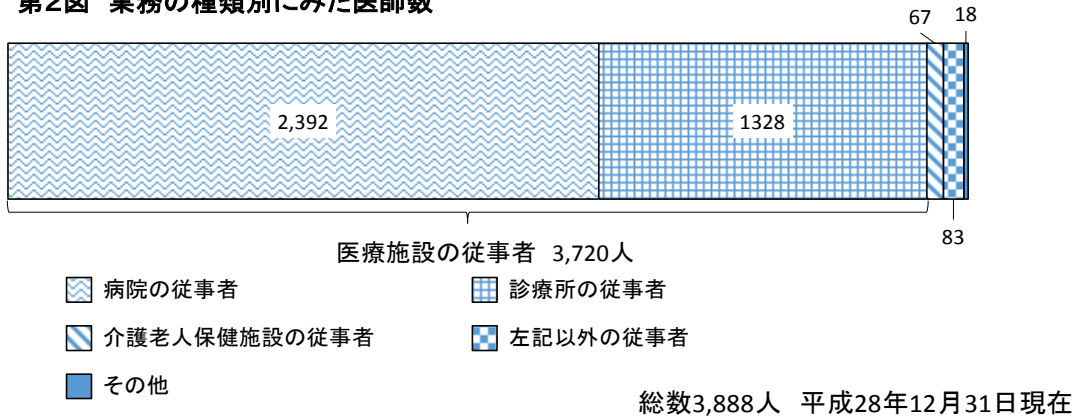 第2図 業務の種類別にみた医師数
67 18
2,392 1328
83
医療施設の従事者 3,720人
病院の従事者 診療所の従事者
介護老人保健施設の従事者 左記以外の従事者
その他
総数3,888人 平成28年12月31日現在